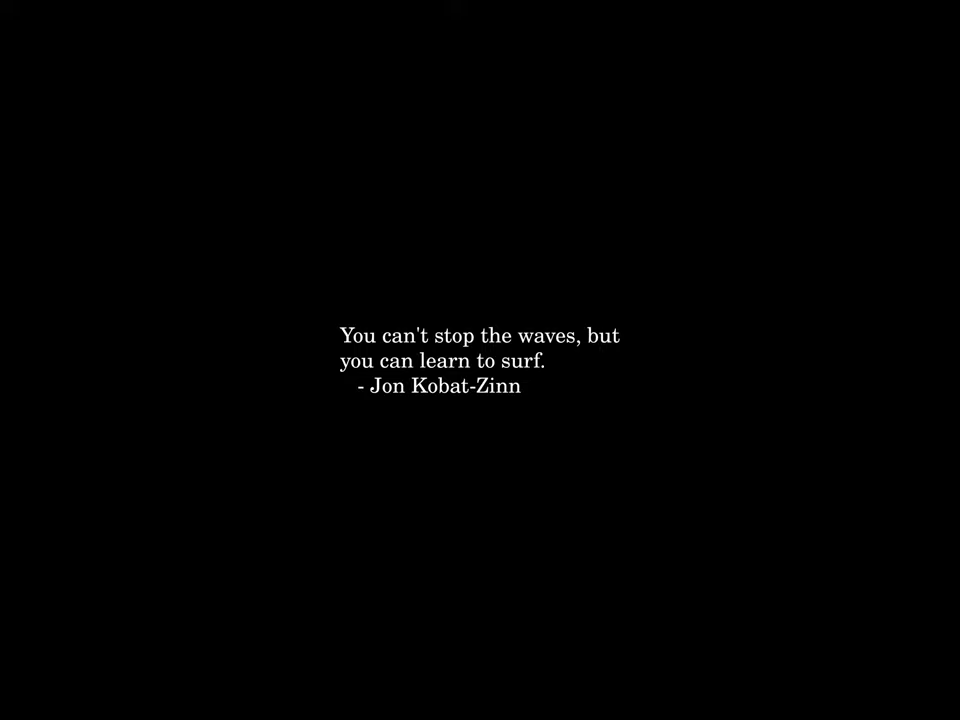 You can't stop the waves, but
you can learn to surf.
- Jon Kobat-Zinn